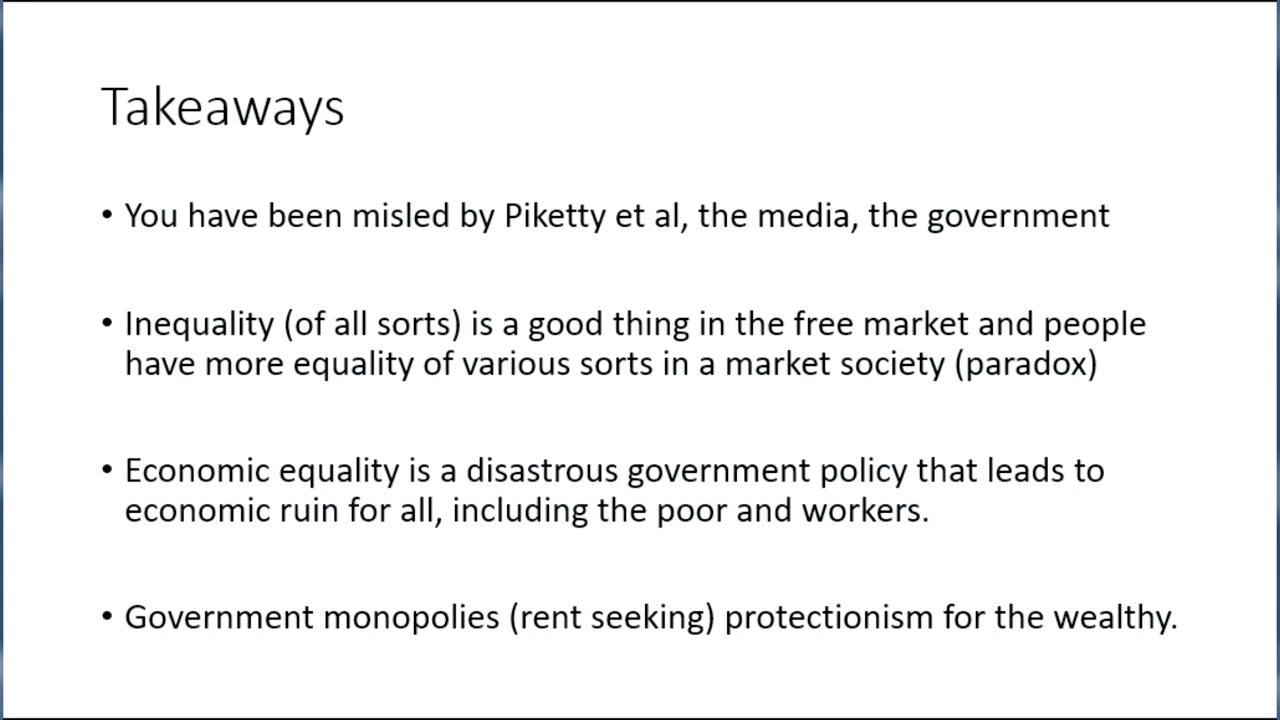 Takeaways
• You have been misled by Piketty et al, the media, the government
• Inequality (of all sorts) is a good thing in the free market and people
have more equality of various sorts in a market society (paradox)
• Economic equality is a disastrous government policy that leads to
economic ruin for all, including the poor and workers.
• Government monopolies (rent seeking) protectionism for the wealthy.